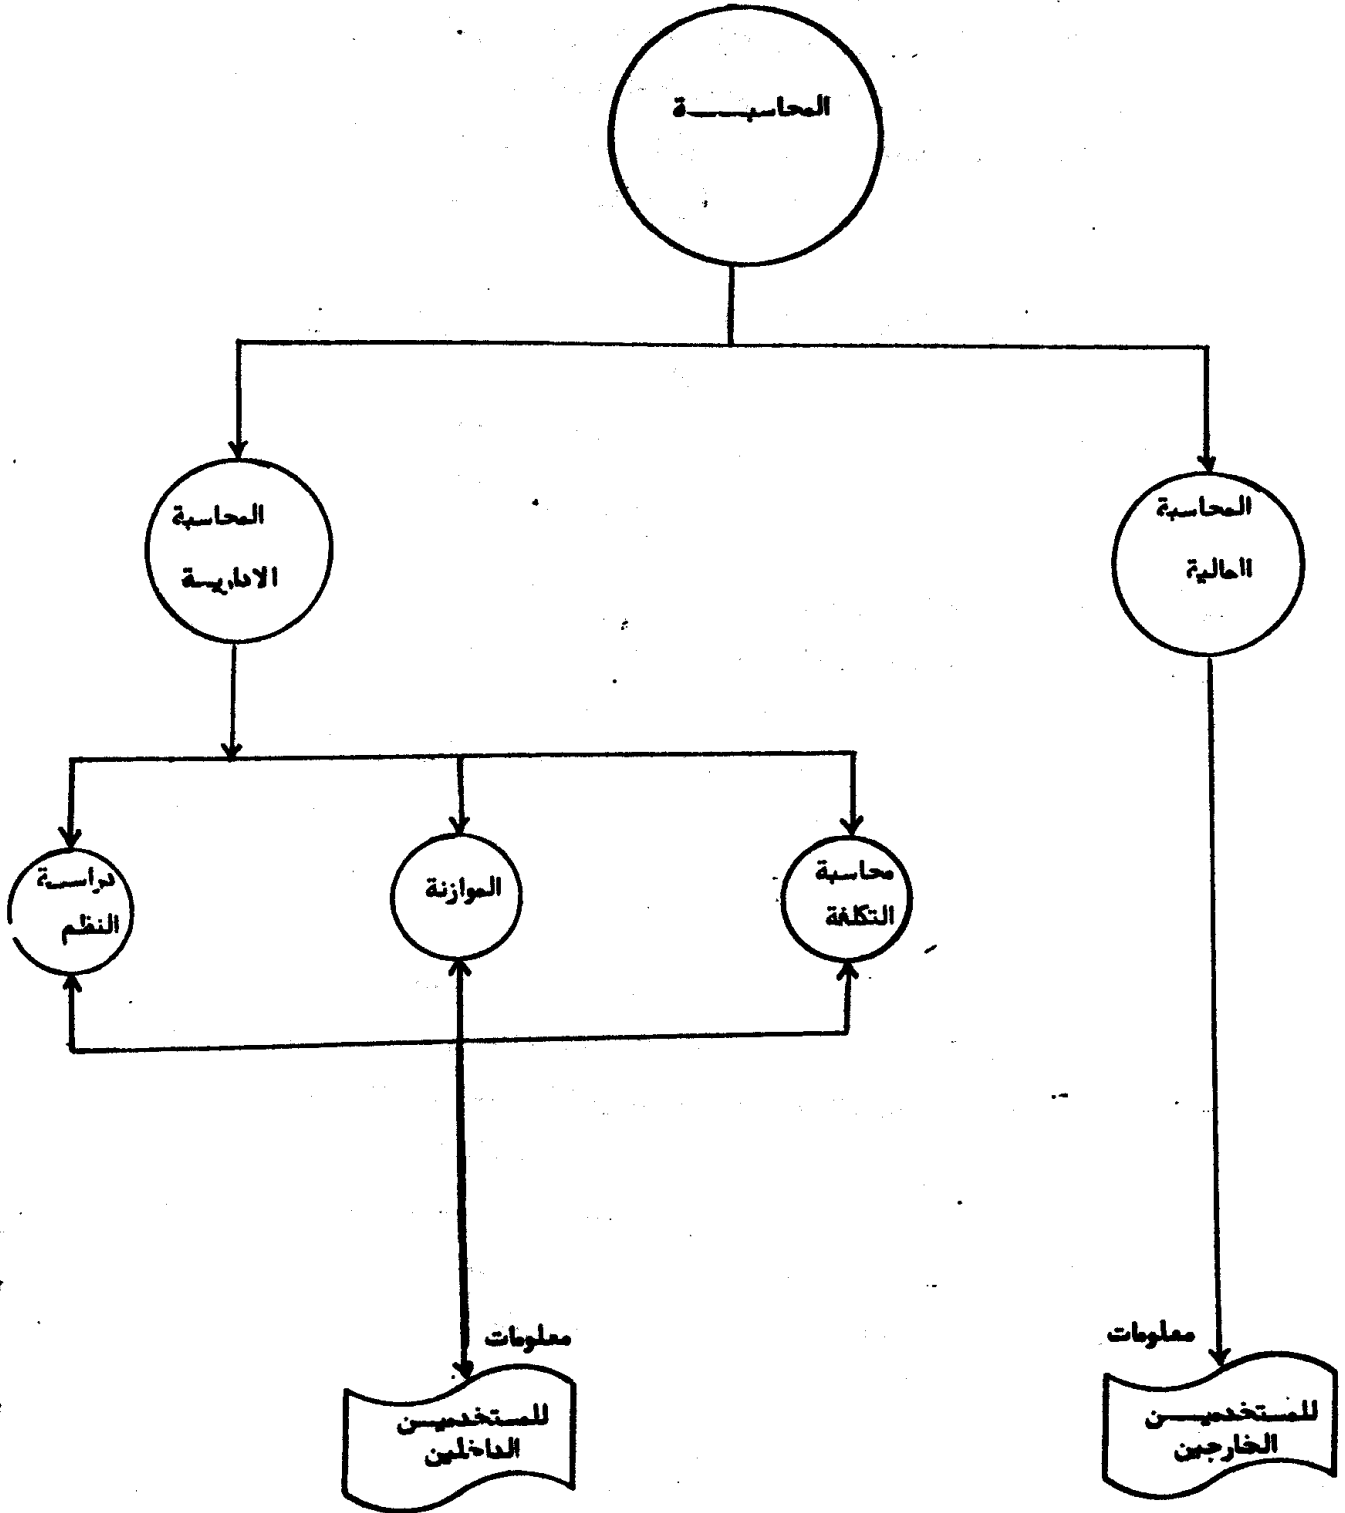 المحاسبة
المحاسبة
المالية
المحاسبة
الادارية
محاسبة
التكلفة
الموازنة
دراسة
النظم
معلومات
للمستخدمين
الخارجين
معلومات
للمستخدمين
الداخلين